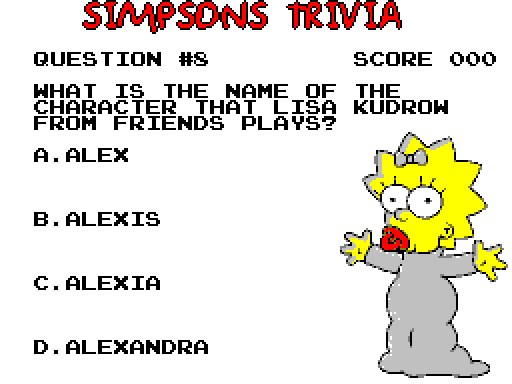 SIMPSONS TRIVIA
QUESTION #8 SCORE 000
WHAT IS THE NAME OF THE
CHARACTER THAT LISA KUDROW
FROM FRIENDS PLAYS?
A.ALEX
B.ALEXIS
C.ALEXIA
D.ALEXANDRA